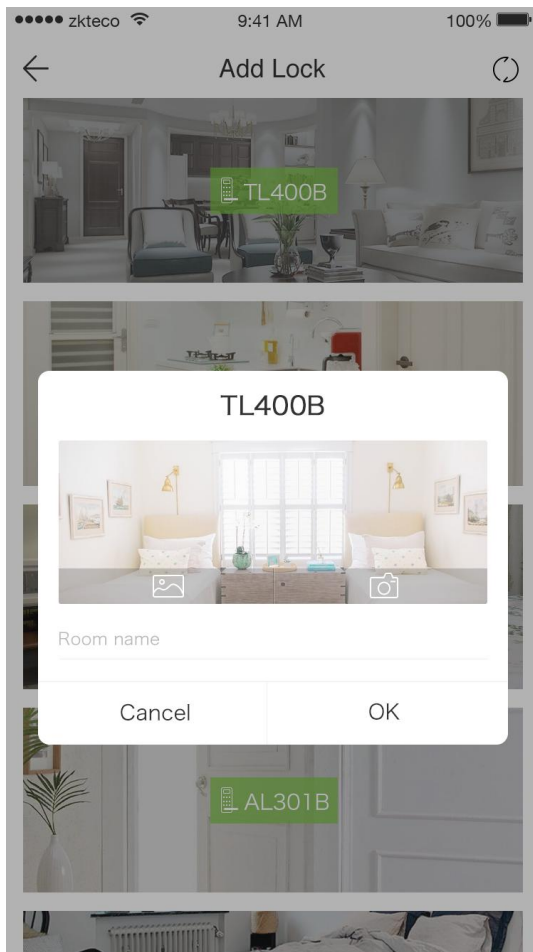 zkteco 9:41 AM 100%
Add Lock
TL400B
TL400B
Room name
Cancel OK
AL301B